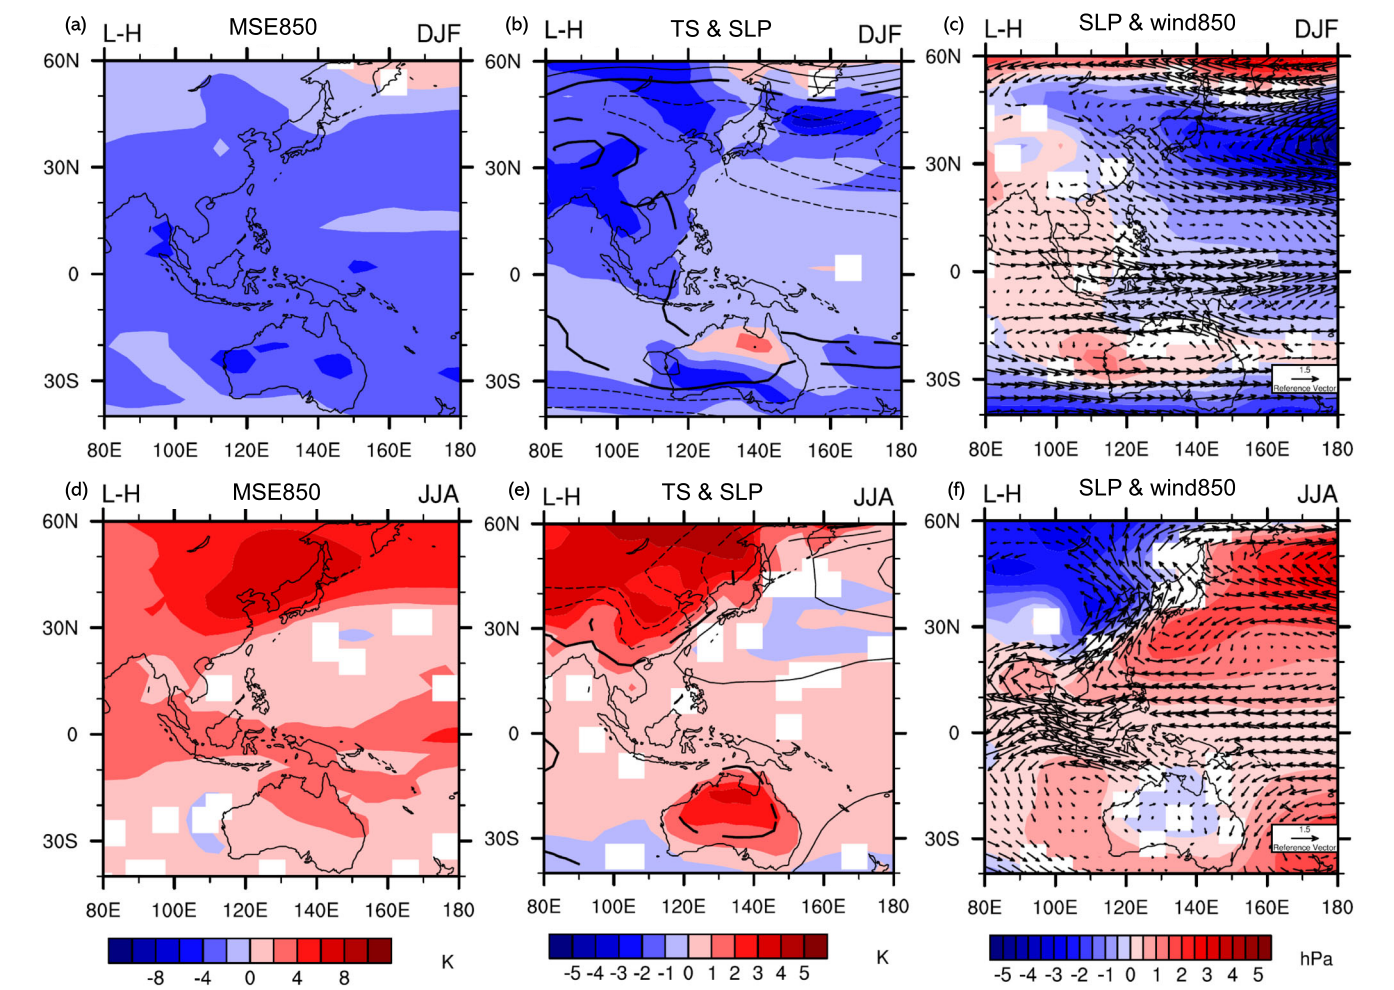 (a) L-H MSE850 DJF
60N
30N
0
30S
80E 100E 120E 140E 160E 180
(b) L-H TS & SLP DJF
60N
30N
0
30S
80E 100E 120E 140E 160E 180
(c) L-H SLP & wind850 DJF
60N
30N
0
30S
1.5
Reference Vector
80E 100E 120E 140E 160E 180
(d) L-H MSE850 JJA
60N
30N
0
30S
80E 100E 120E 140E 160E 180
(e) L-H TS & SLP JJA
60N
30N
0
30S
80E 100E 120E 140E 160E 180
(f) L-H SLP & wind850 JJA
60N
30N
0
30S
1.5
Reference Vector
80E 100E 120E 140E 160E 180
-8 -4 0 4 8 K
-5 -4 -3 -2 -1 0 1 2 3 4 5 K
-5 -4 -3 -2 -1 0 1 2 3 4 5 hPa